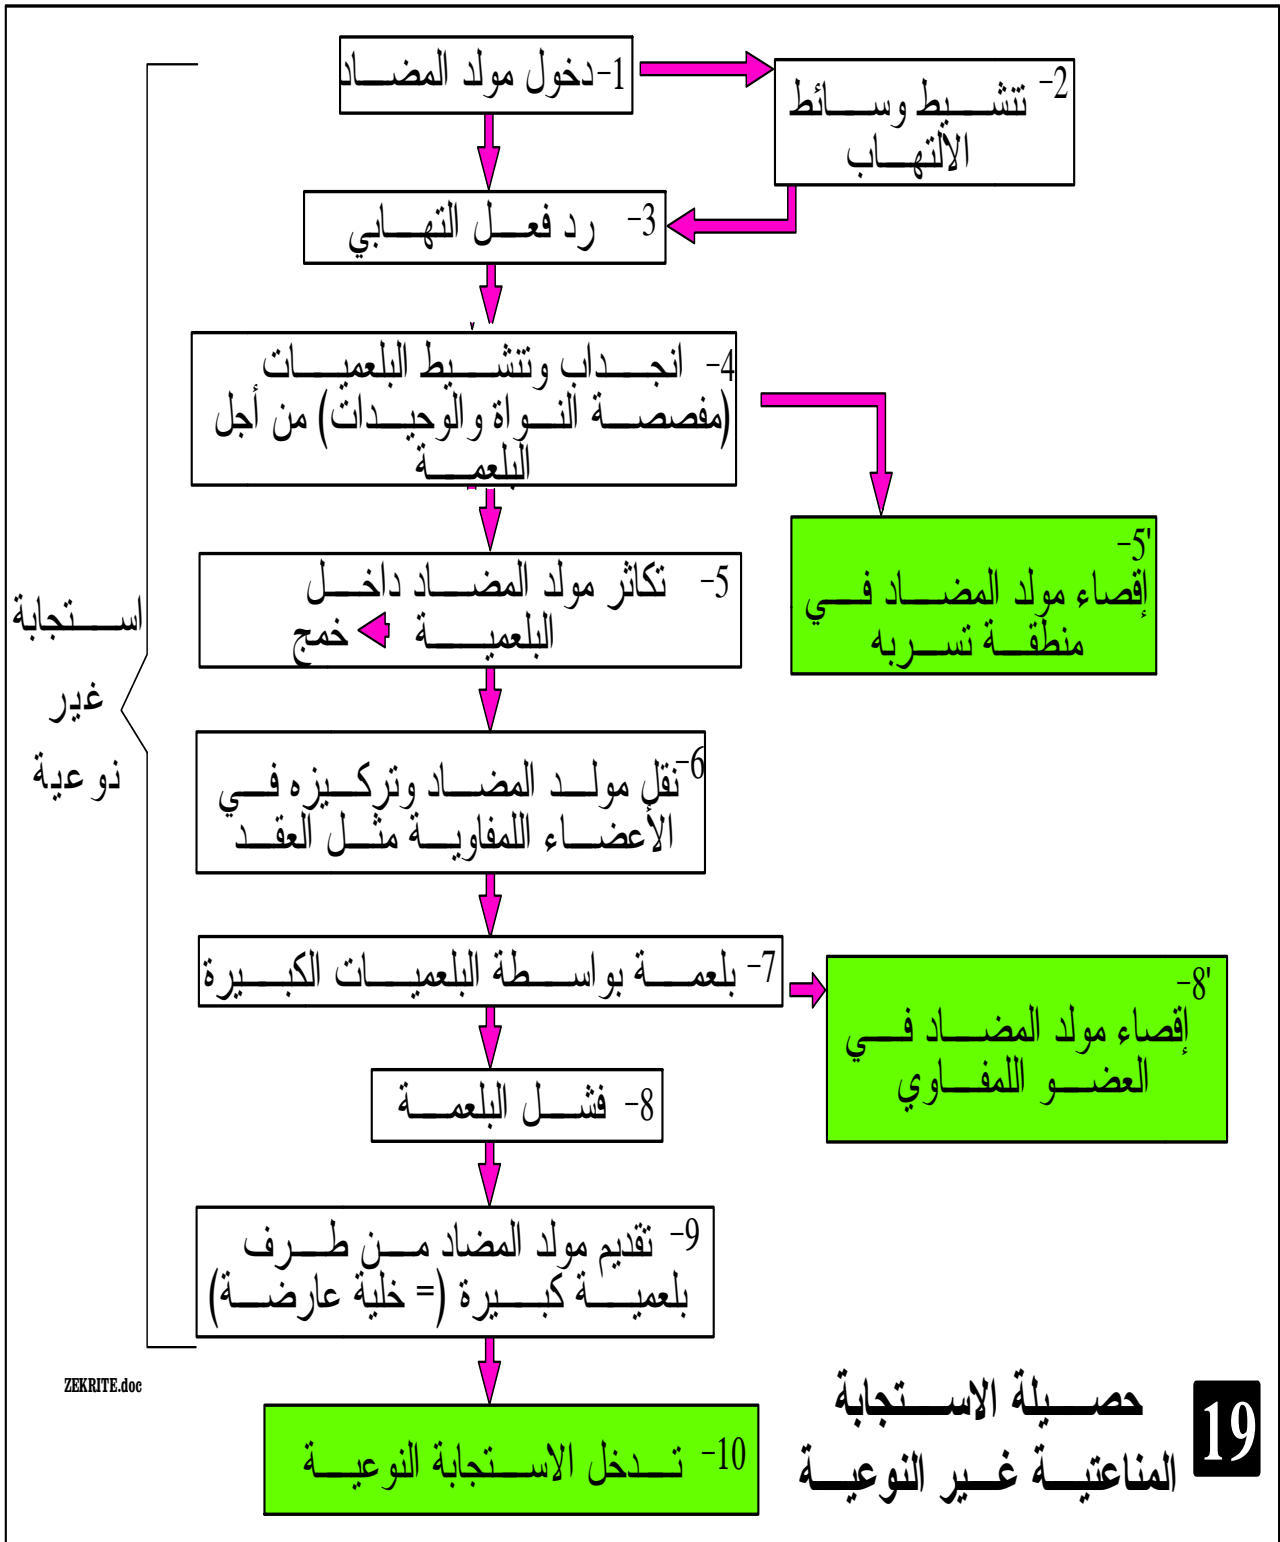 1- دخول مولد المضاد
2- تنشيط وسائط
الالتهاب
3- رد فعل التهابي
4- انجداب وتنشيط البلعميات
(مفصصة النواة والوحيدات) من أجل
البلعمة
5- تكاثر مولد المضاد داخل
البلعمية خمج
5'-
إقصاء مولد المضاد في
منطقة تسربه
استجابة
غير
نوعية
6- نقل مولد المضاد وتركيزه في
الأعضاء اللمفاوية مثل العقد
7- بلعمة بواسطة البلعميات الكبيرة
8'-
إقصاء مولد المضاد في
العضو اللمفاوي
8- فشل البلعمة
9- تقديم مولد المضاد من طرف
بلعمية كبيرة (= خلية عارضة)
10- تدخل الاستجابة النوعية
19
حصيلة الاستجابة
المناعتية غير النوعية
ZEKRITE.doc